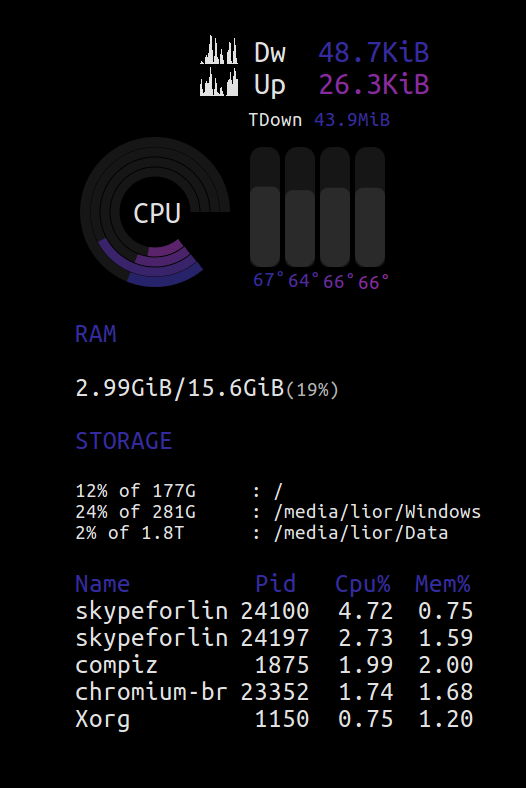 Dw 48.7KiB
Up 26.3KiB
TDown 43.9MiB
CPU
67° 64° 66° 66°
RAM
2.99GiB/15.6GiB(19%)
STORAGE
12% of 177G : /
24% of 281G : /media/lior/Windows
2% of 1.8T : /media/lior/Data
Name Pid Cpu% Mem%
skypeforlin 24100 4.72 0.75
skypeforlin 24197 2.73 1.59
compiz 1875 1.99 2.00
chromium-br 23352 1.74 1.68
Xorg 1150 0.75 1.20